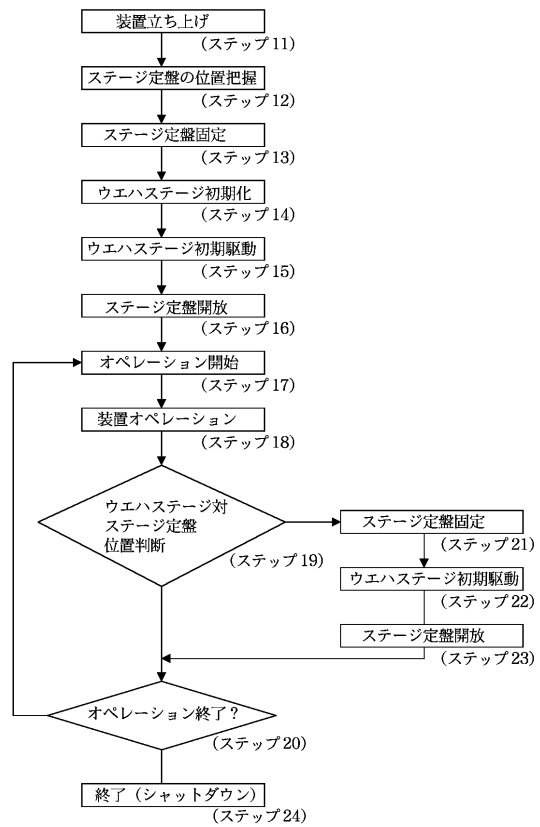 装置立ち上げ
(ステップ11)
ステージ定盤の位置把握
(ステップ12)
ステージ定盤固定
(ステップ13)
ウエハステージ初期化
(ステップ14)
ウエハステージ初期駆動
(ステップ15)
ステージ定盤開放
(ステップ16)
オペレーション開始
(ステップ17)
装置オペレーション
(ステップ18)
ウエハステージ対
ステージ定盤
位置判断
(ステップ19)
ステージ定盤固定
(ステップ21)
ウエハステージ初期駆動
(ステップ22)
ステージ定盤開放
(ステップ23)
オペレーション終了？
(ステップ20)
終了（シャットダウン）
(ステップ24)